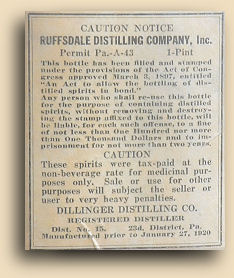 CAUTION NOTICE
RUFFSDALE DISTILLING COMPANY, Inc.
Permit Pa.-A-43 1-Pint
This bottle has been filled and stamped
under the provisions of the Act of Con-
gress approved March 3, 1897, entitled
"An Act to allow the bottling of dis-
tilled spirits in bond."
Any person who shall re-use this bottle
for the purpose of containing distilled
spirits, without removing and destroy-
ing the stamp affixed to this bottle, will
be liable, for each such offense, to a fine
of not less than One Hundred nor more
than One Thousand Dollars and to im-
prisonment for not more than two years.
CAUTION
These spirits were tax-paid at the
non-beverage rate for medicinal pur-
poses only. Sale or use for other
purposes will subject the seller or
user to very heavy penalties.
DILLINGER DISTILLING CO.
REGISTERED DISTILLER
Dist. No. 15. 23d. District, Pa.
Manufactured prior to January 27, 1920